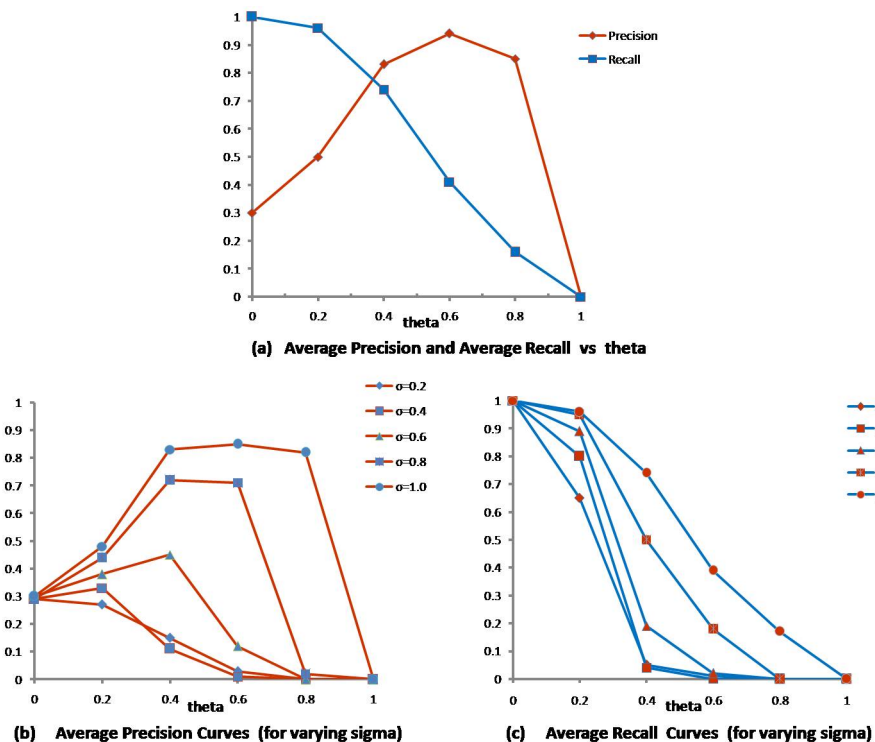 1
0.9
0.8
0.7
0.6
0.5
0.4
0.3
0.2
0.1
0
0 0.2 0.4 0.6 0.8 1
theta
Precision
Recall
(a) Average Precision and Average Recall vs theta
1
0.9
0.8
0.7
0.6
0.5
0.4
0.3
0.2
0.1
0
0 0.2 0.4 0.6 0.8 1
theta
σ=0.2
σ=0.4
σ=0.6
σ=0.8
σ=1.0
(b) Average Precision Curves (for varying sigma)
1
0.9
0.8
0.7
0.6
0.5
0.4
0.3
0.2
0.1
0
0 0.2 0.4 0.6 0.8 1
theta
(c) Average Recall Curves (for varying sigma)